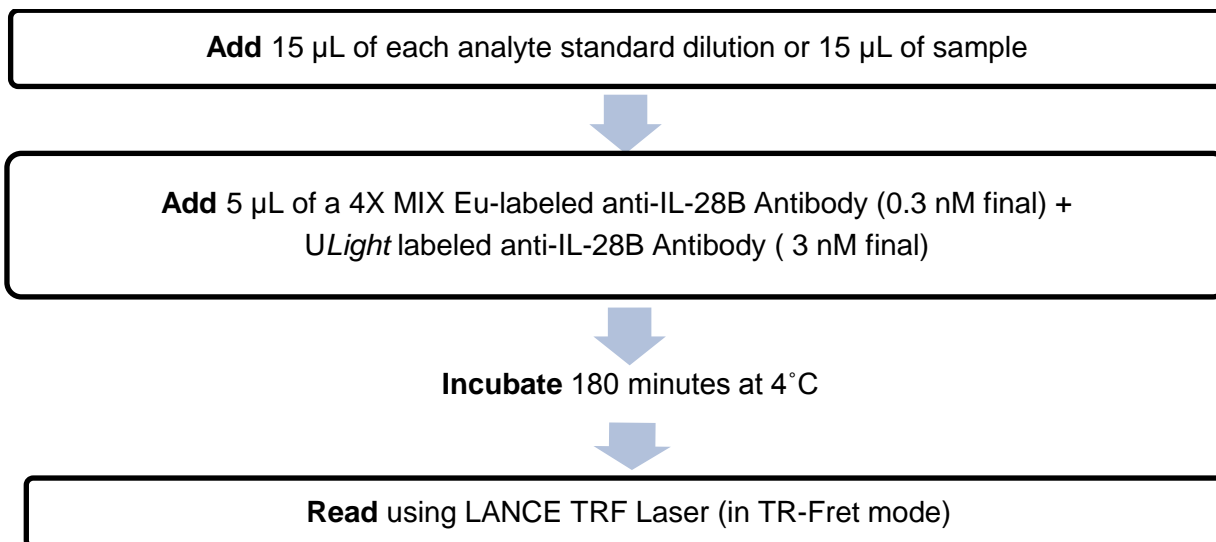 Add 15 µL of each analyte standard dilution or 15 µL of sample
Add 5 µL of a 4X MIX Eu-labeled anti-IL-28B Antibody (0.3 nM final) +
ULight labeled anti-IL-28B Antibody ( 3 nM final)
Incubate 180 minutes at 4˚C
Read using LANCE TRF Laser (in TR-Fret mode)